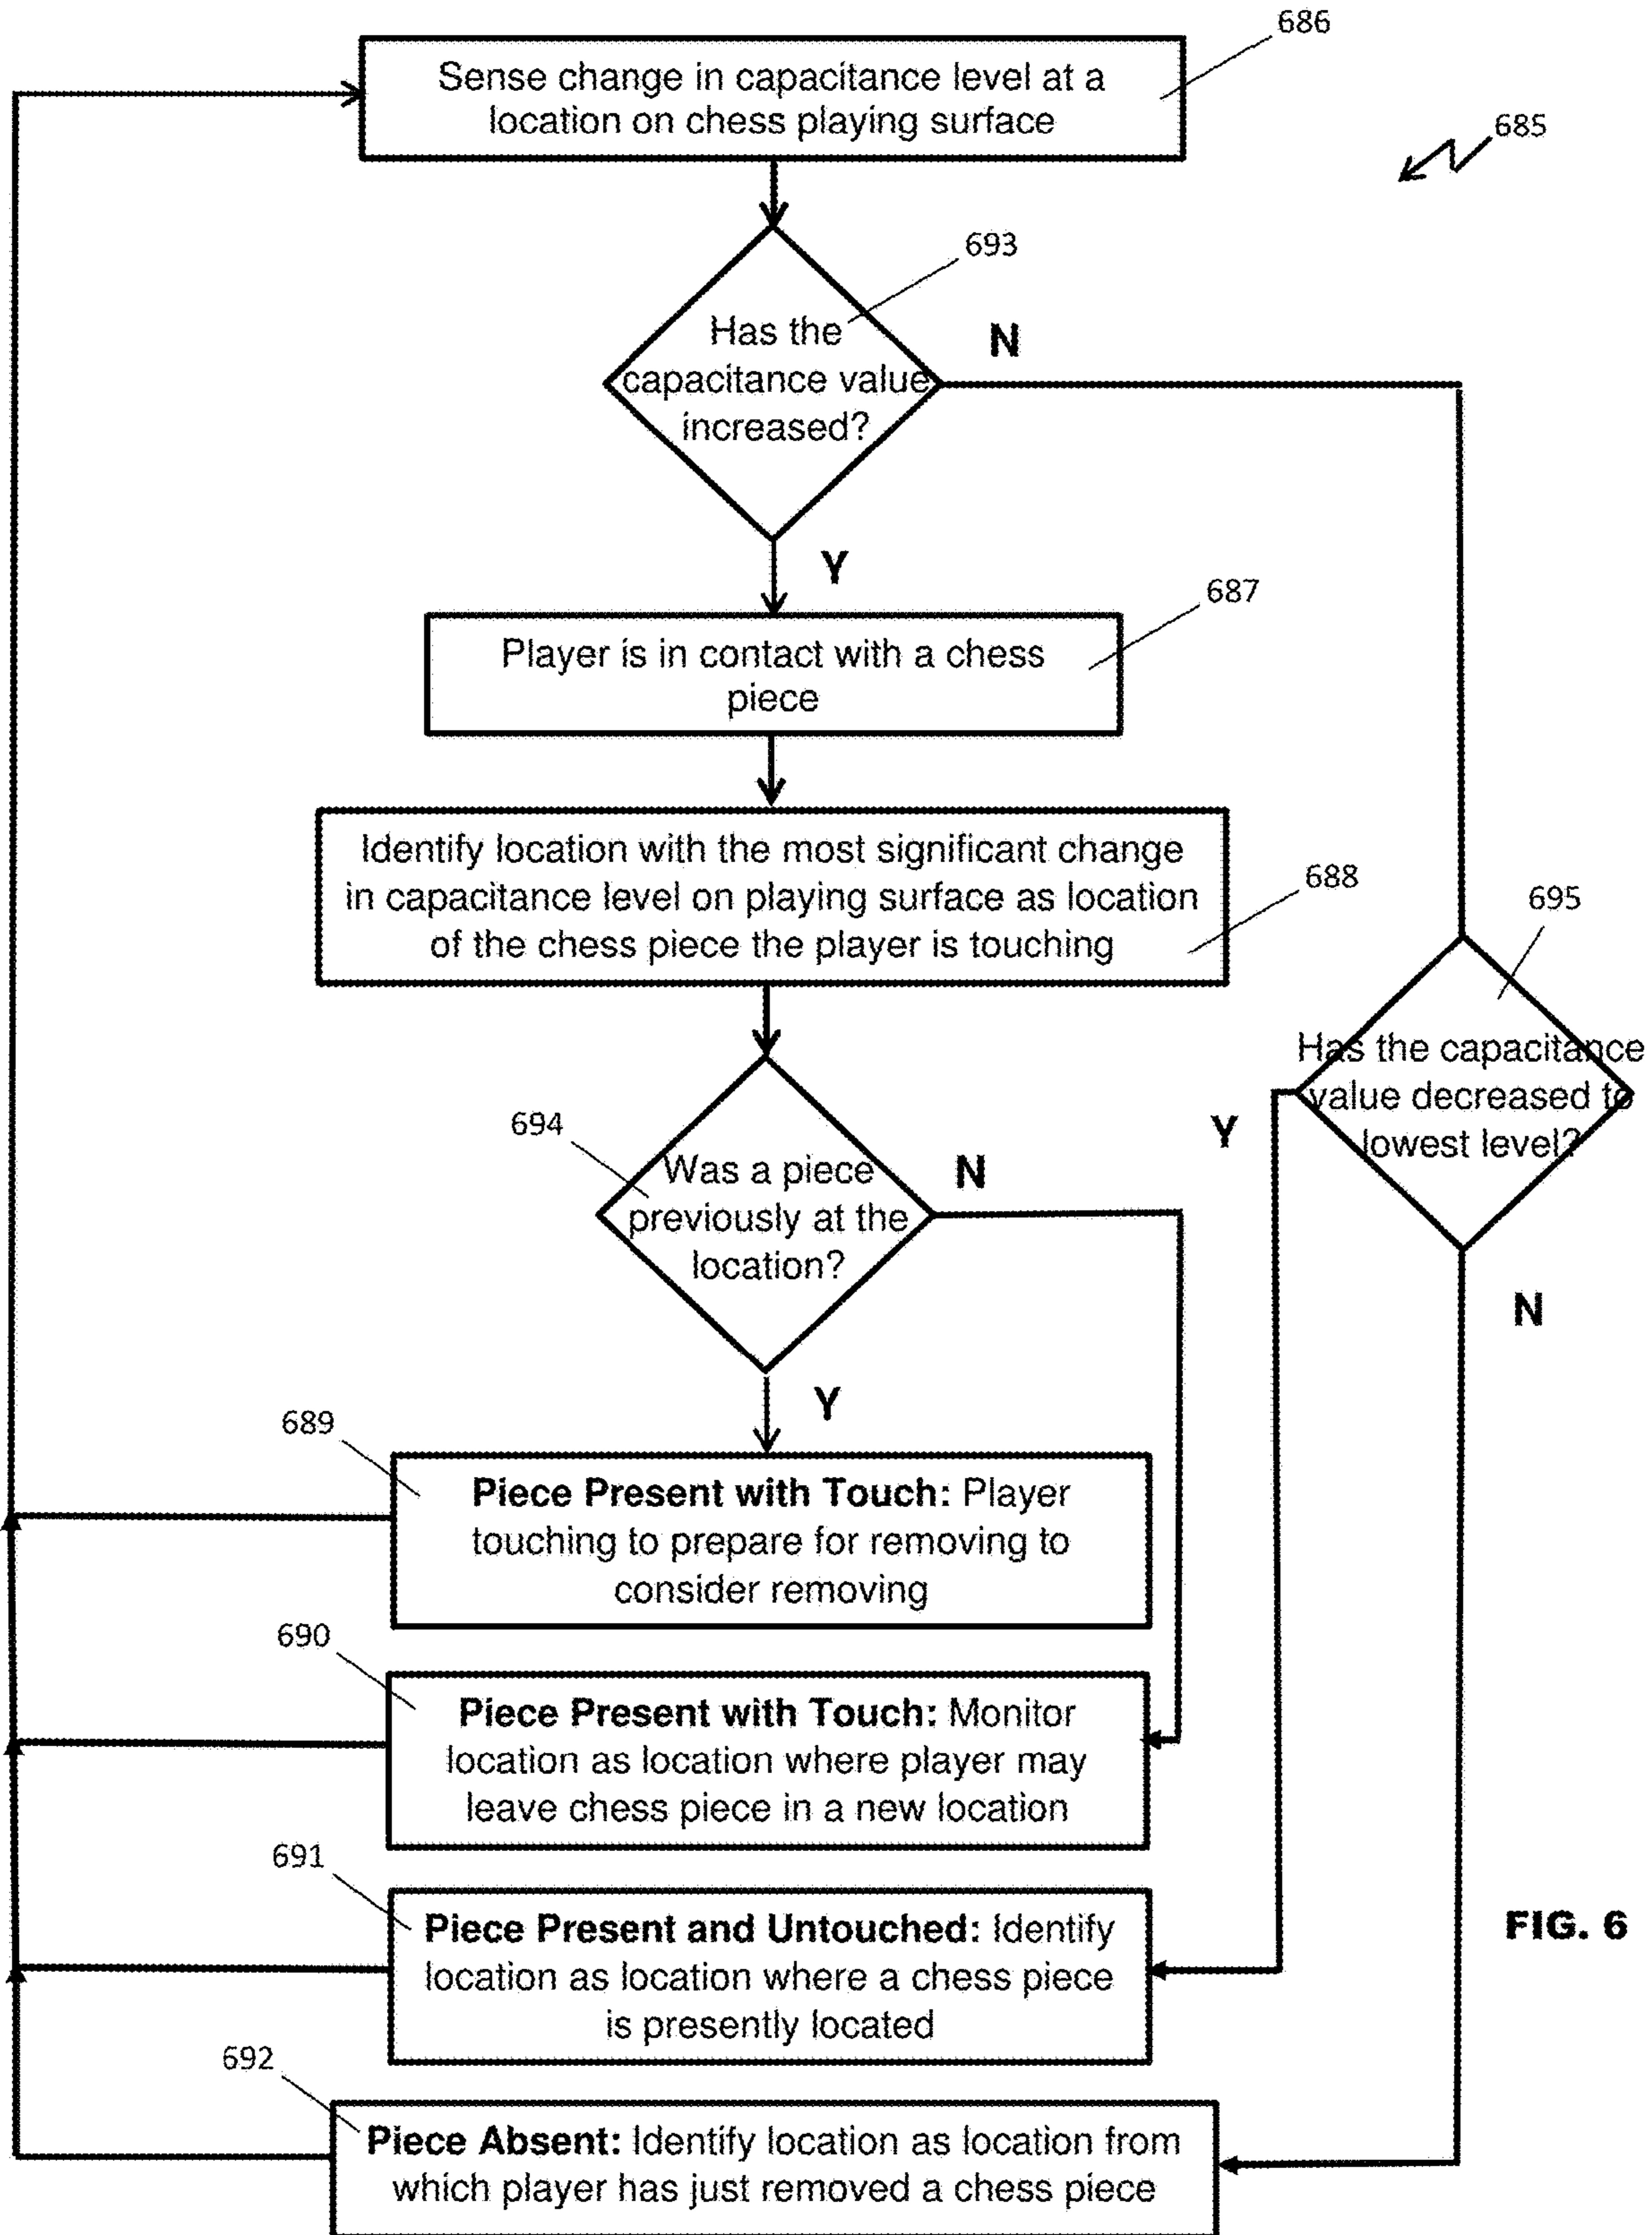 686
Sense change in capacitance level at a
location on chess playing surface
685
693
Has the
capacitance value
increased?
N
Y
687
Player is in contact with a chess
piece
Identify location with the most significant change
in capacitance level on playing surface as location
of the chess piece the player is touching
688
695
Has the capacitance
value decreased to
lowest level?
Y
N
694
Was a piece
previously at the
location?
N
Y
689
Piece Present with Touch: Player
touching to prepare for removing to
consider removing
690
Piece Present with Touch: Monitor
location as location where player may
leave chess piece in a new location
691
Piece Present and Untouched: Identify
location as location where a chess piece
is presently located
FIG. 6
692
Piece Absent: Identify location as location from
which player has just removed a chess piece